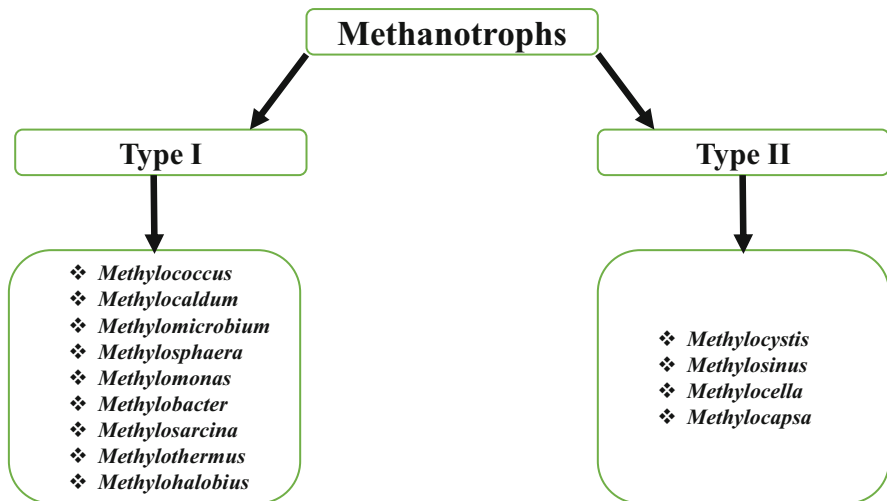 Methanotrophs
Type I
Type II
❖ Methylococcus
❖ Methylocaldum
❖ Methylomicrobium
❖ Methylosphaera
❖ Methylomonas
❖ Methylobacter
❖ Methylosarcina
❖ Methylothermus
❖ Methylohalobius
❖ Methylocystis
❖ Methylosinus
❖ Methylocella
❖ Methylocapsa